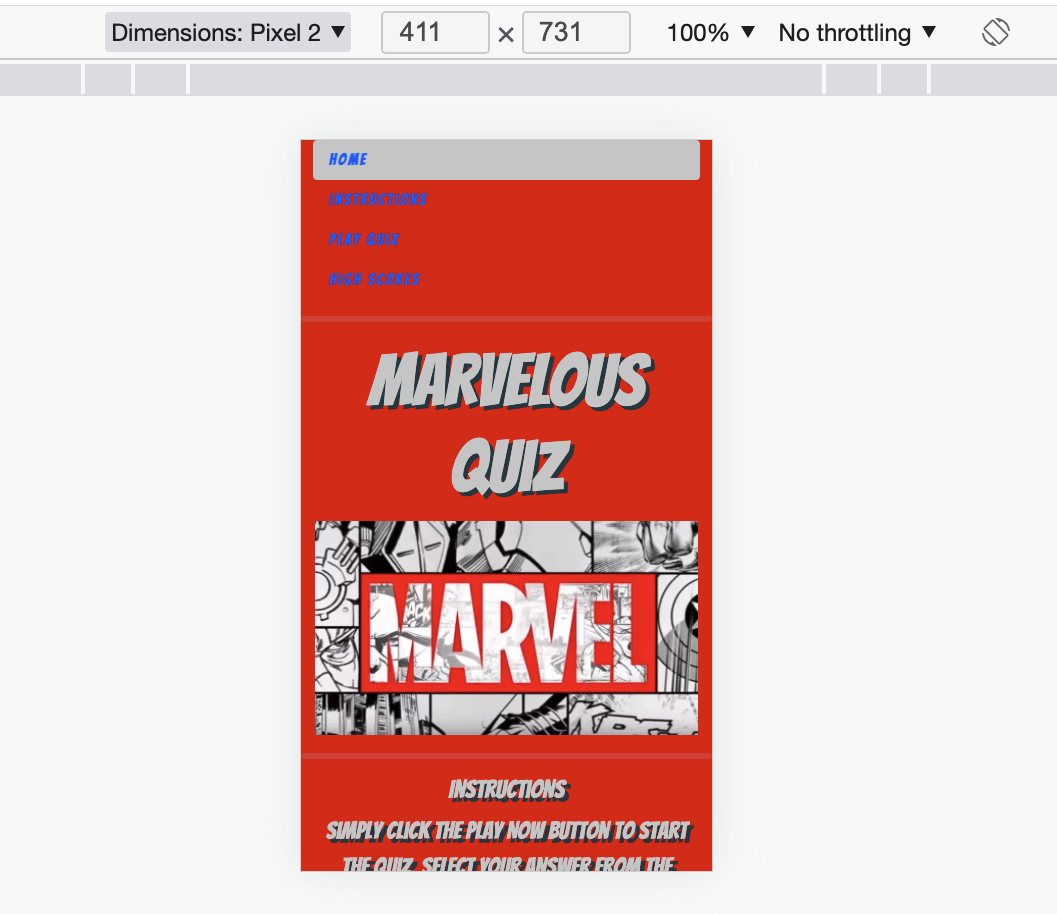 Dimensions: Pixel 2 ▼ 411 × 731 100% ▼ No throttling ▼
HOME
INSTRUCTIONS
PLAY QUIZ
HIGH SCORES
MARVELOUS
QUIZ
MARVEL
INSTRUCTIONS
SIMPLY CLICK THE PLAY NOW BUTTON TO START
THE QUIZ. SELECT YOUR ANSWER FROM THE